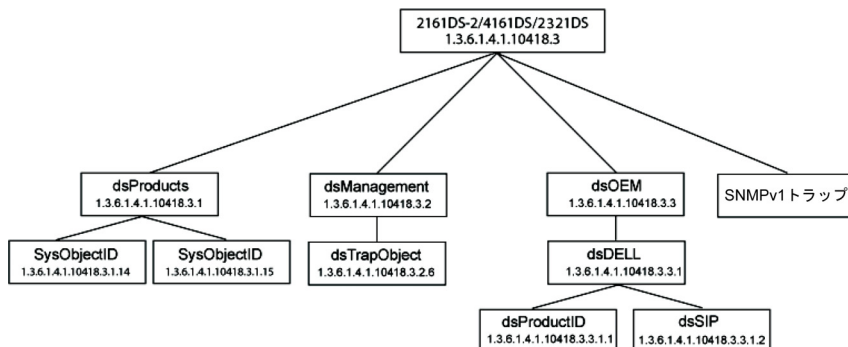 2161DS-2/4161DS/2321DS
1.3.6.1.4.1.10418.3
dsProducts
1.3.6.1.4.1.10418.3.1
dsManagement
1.3.6.1.4.1.10418.3.2
dsOEM
1.3.6.1.4.1.10418.3.3
SNMPv1トラップ
SysObjectID
1.3.6.1.4.1.10418.3.1.14
SysObjectID
1.3.6.1.4.1.10418.3.1.15
dsTrapObject
1.3.6.1.4.1.10418.3.2.6
dsDELL
1.3.6.1.4.1.10418.3.3.1
dsProductID
1.3.6.1.4.1.10418.3.3.1.1
dsSIP
1.3.6.1.4.1.10418.3.3.1.2